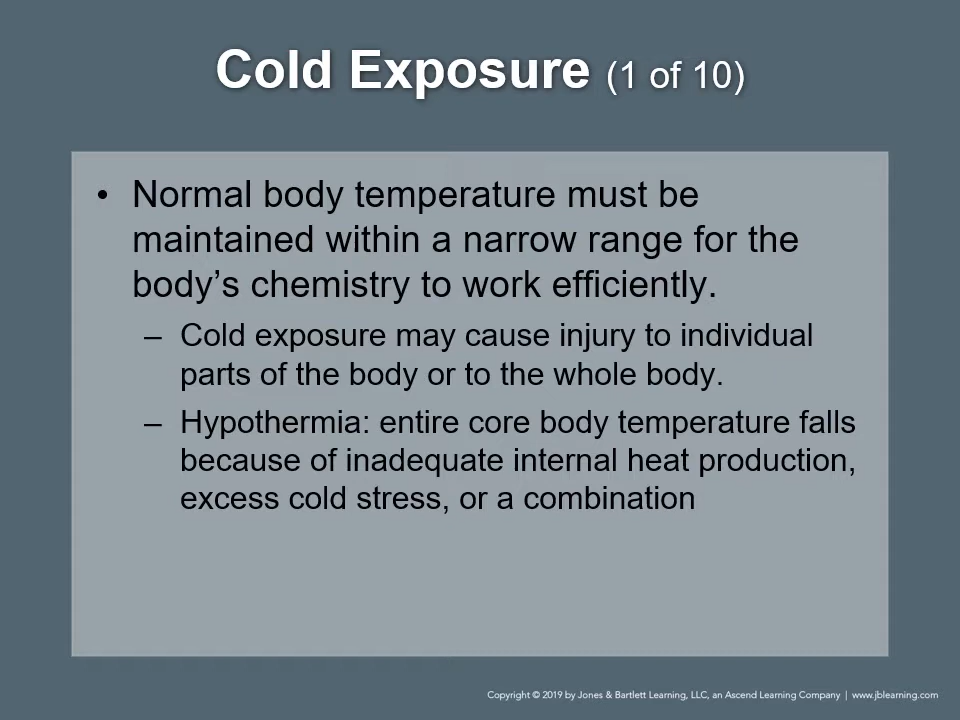 Cold Exposure (1 of 10)
• Normal body temperature must be
maintained within a narrow range for the
body’s chemistry to work efficiently.
– Cold exposure may cause injury to individual
parts of the body or to the whole body.
– Hypothermia: entire core body temperature falls
because of inadequate internal heat production,
excess cold stress, or a combination
Copyright © 2019 by Jones & Bartlett Learning, LLC, an Ascend Learning Company | www.jblearning.com